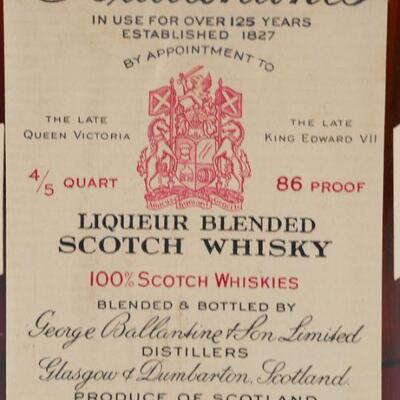 IN USE FOR OVER 125 YEARS
ESTABLISHED 1827
BY APPOINTMENT TO
THE LATE
QUEEN VICTORIA
THE LATE
KING EDWARD VII
4/5 QUART
86 PROOF
LIQUEUR BLENDED
SCOTCH WHISKY
100% SCOTCH WHISKIES
BLENDED & BOTTLED BY
George Ballantine & Son Limited
DISTILLERS
Glasgow & Dumbarton, Scotland.
PRODUCE OF SCOTLAND